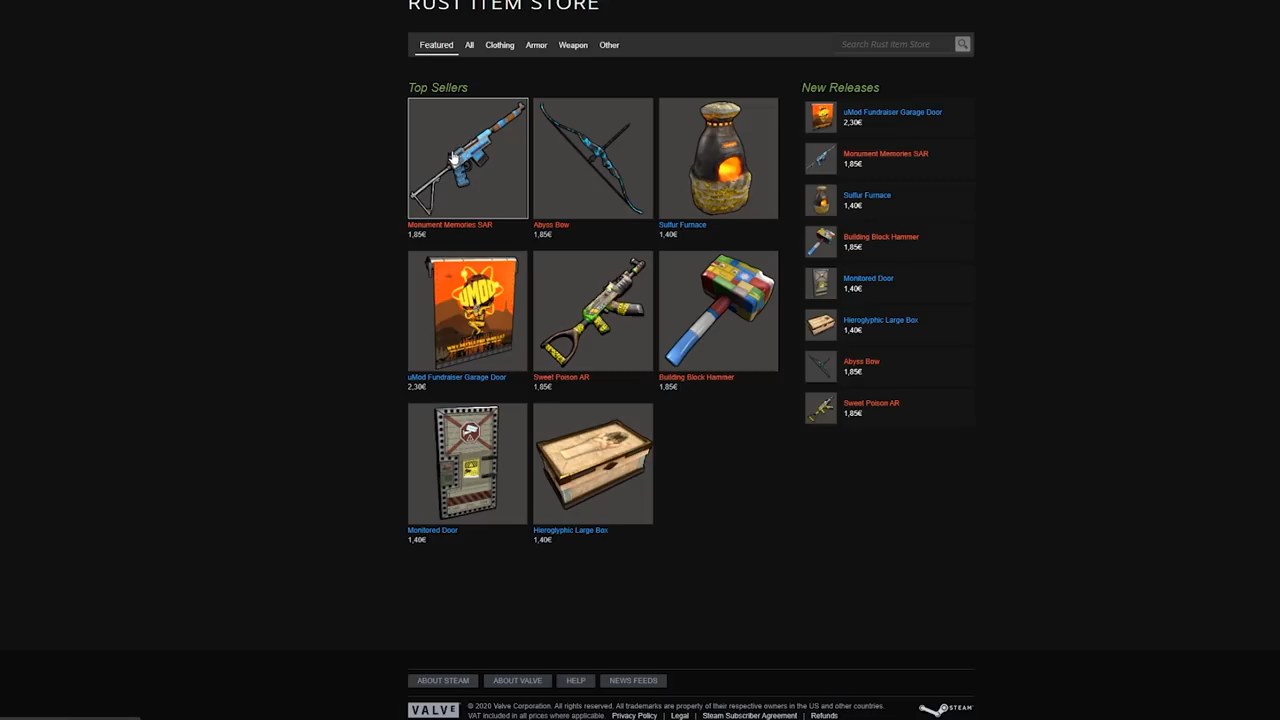 RUST ITEM STORE
Featured All Clothing Armor Weapon Other
Search Rust Item Store
Top Sellers
Monument Memories SAR
1,85€
Abyss Bow
1,85€
Sulfur Furnace
1,40€
UMOD
uMod Fundraiser Garage Door
2,30€
Sweet Poison AR
1,85€
Building Block Hammer
1,85€
Monitored Door
1,40€
Hieroglyphic Large Box
1,40€
New Releases
uMod Fundraiser Garage Door
2,30€
Monument Memories SAR
1,85€
Sulfur Furnace
1,40€
Building Block Hammer
1,85€
Monitored Door
1,40€
Hieroglyphic Large Box
1,40€
Abyss Bow
1,85€
Sweet Poison AR
1,85€
ABOUT STEAM ABOUT VALVE HELP NEWS FEEDS
VALVE
© 2020 Valve Corporation. All rights reserved. All trademarks are property of their respective owners in the US and other countries.
VAT included in all prices where applicable. Privacy Policy | Legal | Steam Subscriber Agreement | Refunds
STEAM